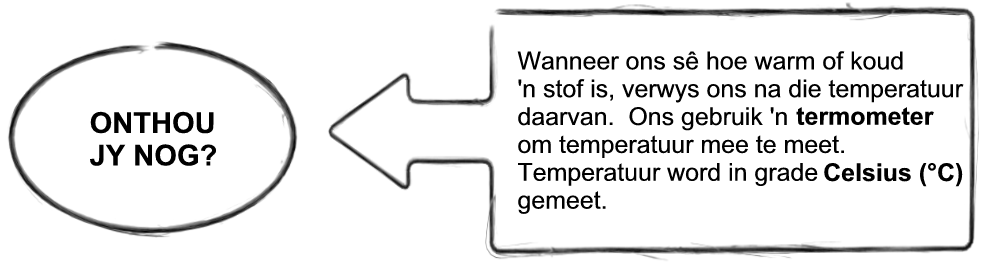 ONTHOU
JY NOG?
Wanneer ons sê hoe warm of koud
'n stof is, verwys ons na die temperatuur
daarvan.  Ons gebruik 'n termometer
om temperatuur mee te meet.
Temperatuur word in grade Celsius (°C)
gemeet.